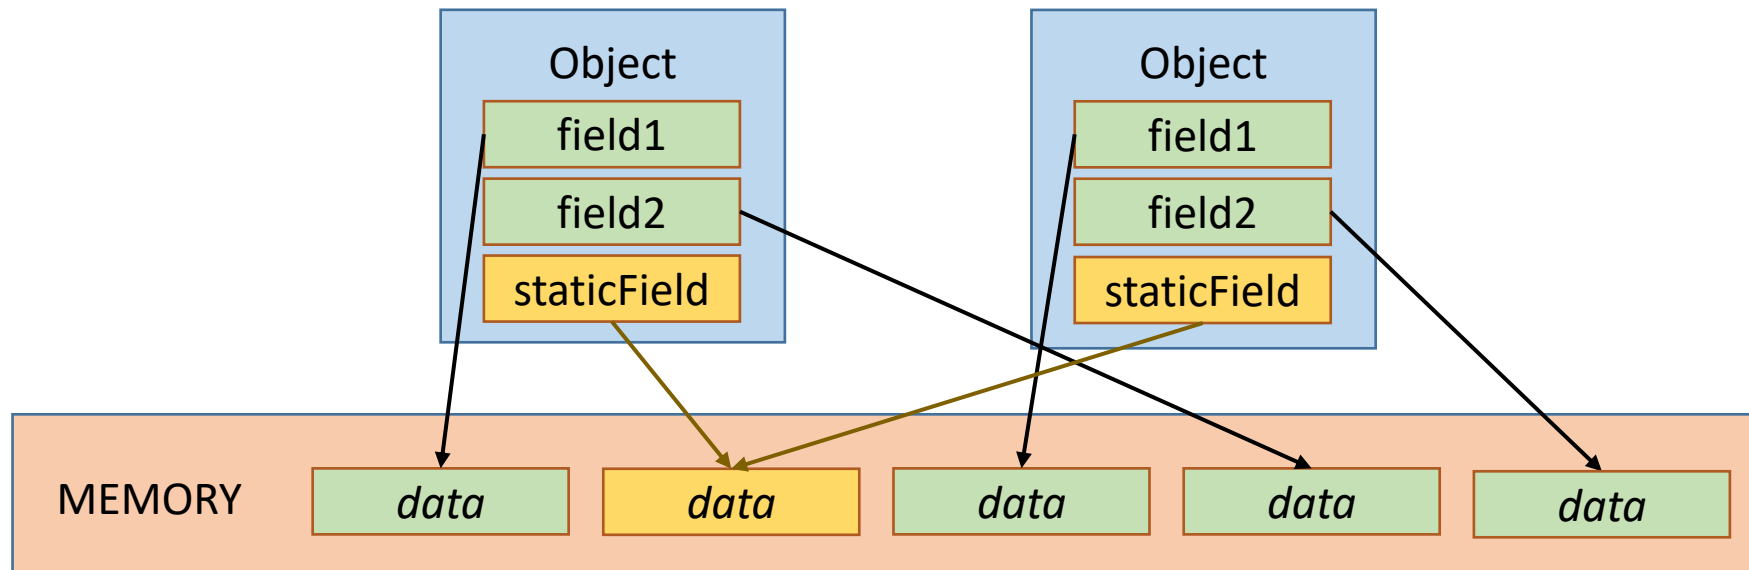 Object
field1
field2
staticField
Object
field1
field2
staticField
MEMORY
data
data
data
data
data